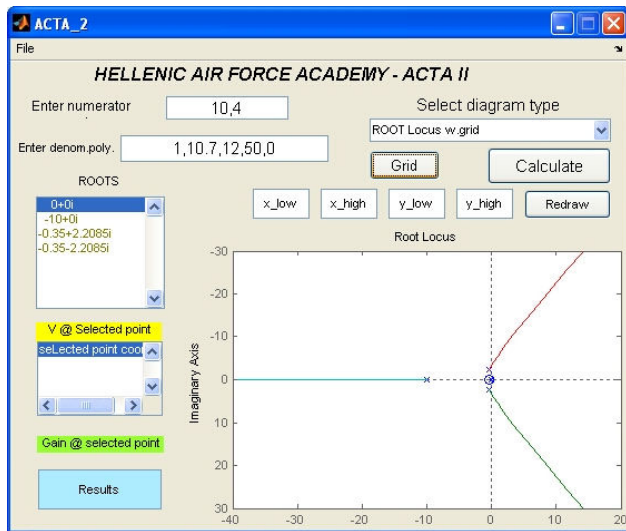 ACTA_2
File
HELLENIC AIR FORCE ACADEMY - ACTA II
Enter numerator
10,4
Select diagram type
ROOT Locus w.grid
Enter denom.poly.
1,10.7,12,50,0
Grid
Calculate
ROOTS
0+0i
-10+0i
-0.35+2.2085i
-0.35-2.2085i
x_low
x_high
y_low
y_high
Redraw
Root Locus
-30
-20
-10
0
10
20
30
Imaginary Axis
-40
-30
-20
-10
0
10
20
V @ Selected point
seLected point coor
Gain @ selected point
Results